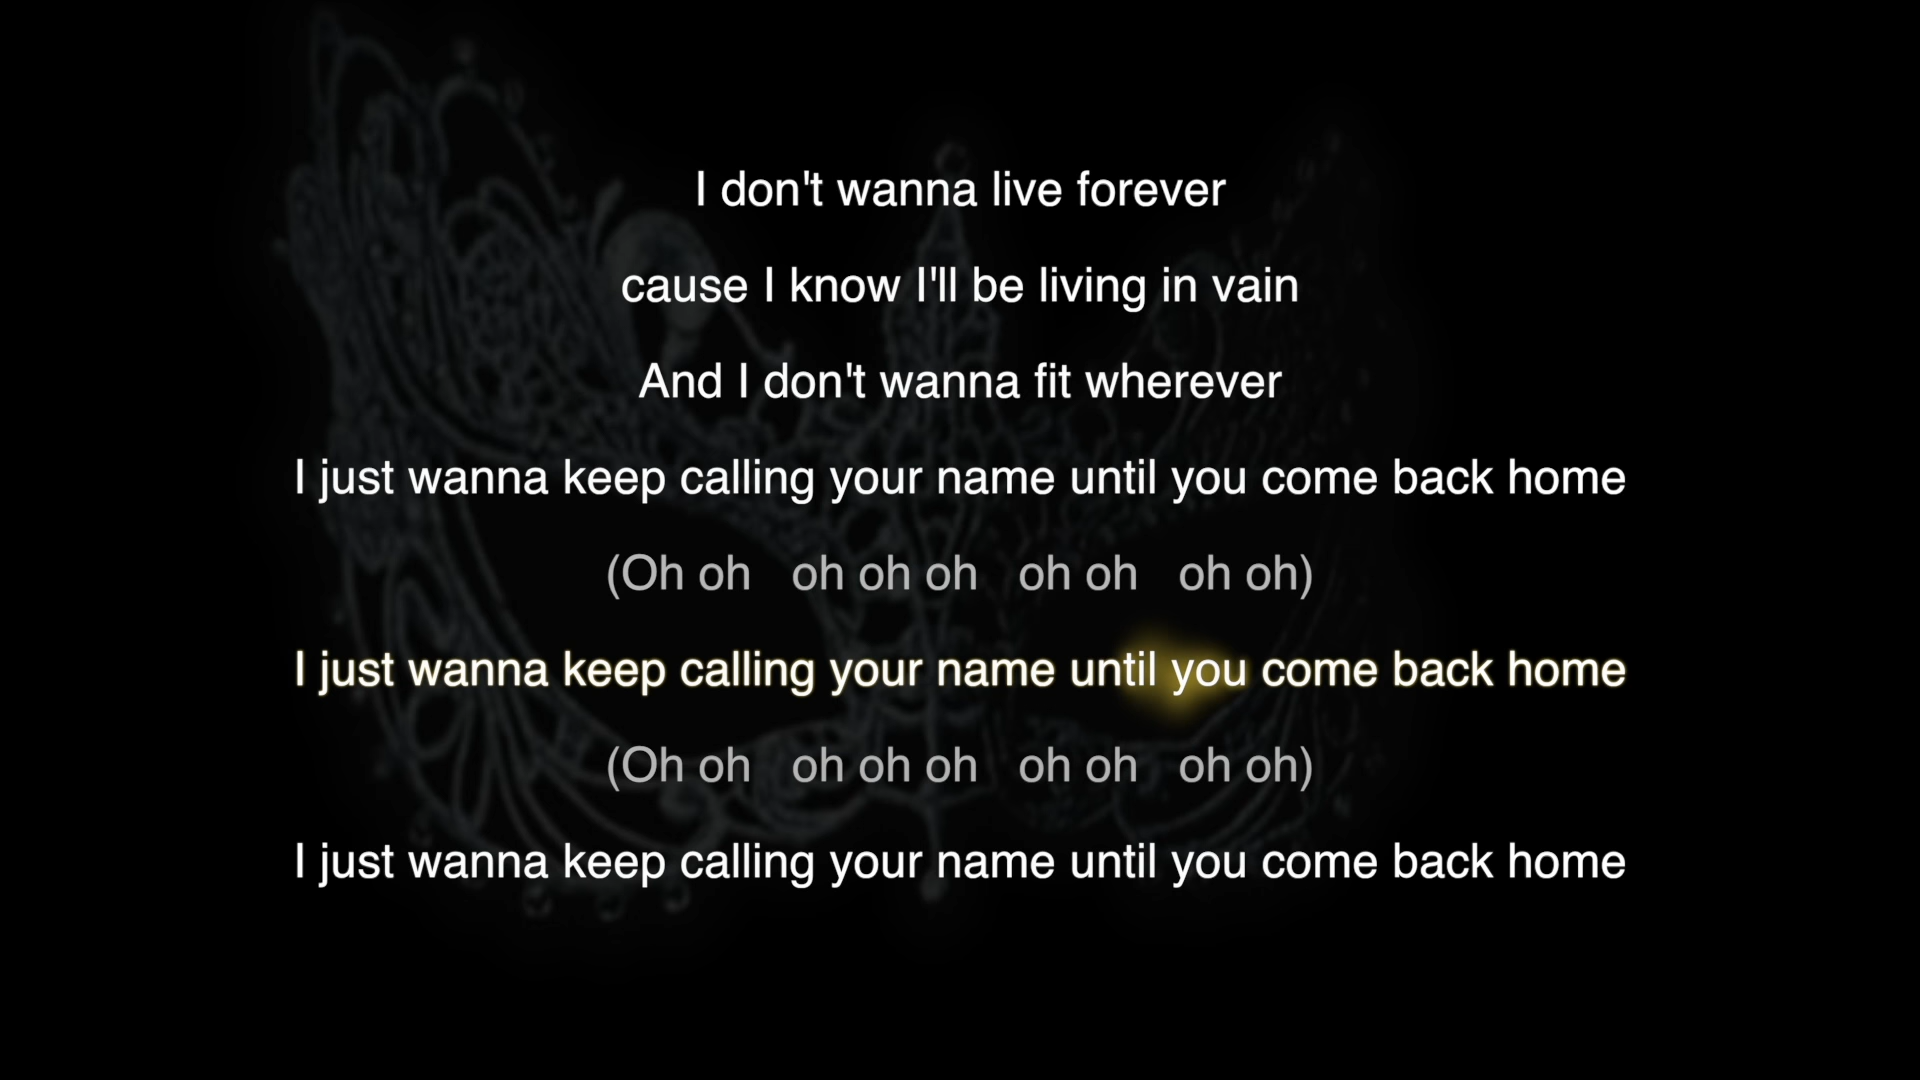 I don't wanna live forever
cause I know I'll be living in vain
And I don't wanna fit wherever
I just wanna keep calling your name until you come back home
(Oh oh   oh oh oh   oh oh   oh oh)
I just wanna keep calling your name until you come back home
(Oh oh   oh oh oh   oh oh   oh oh)
I just wanna keep calling your name until you come back home